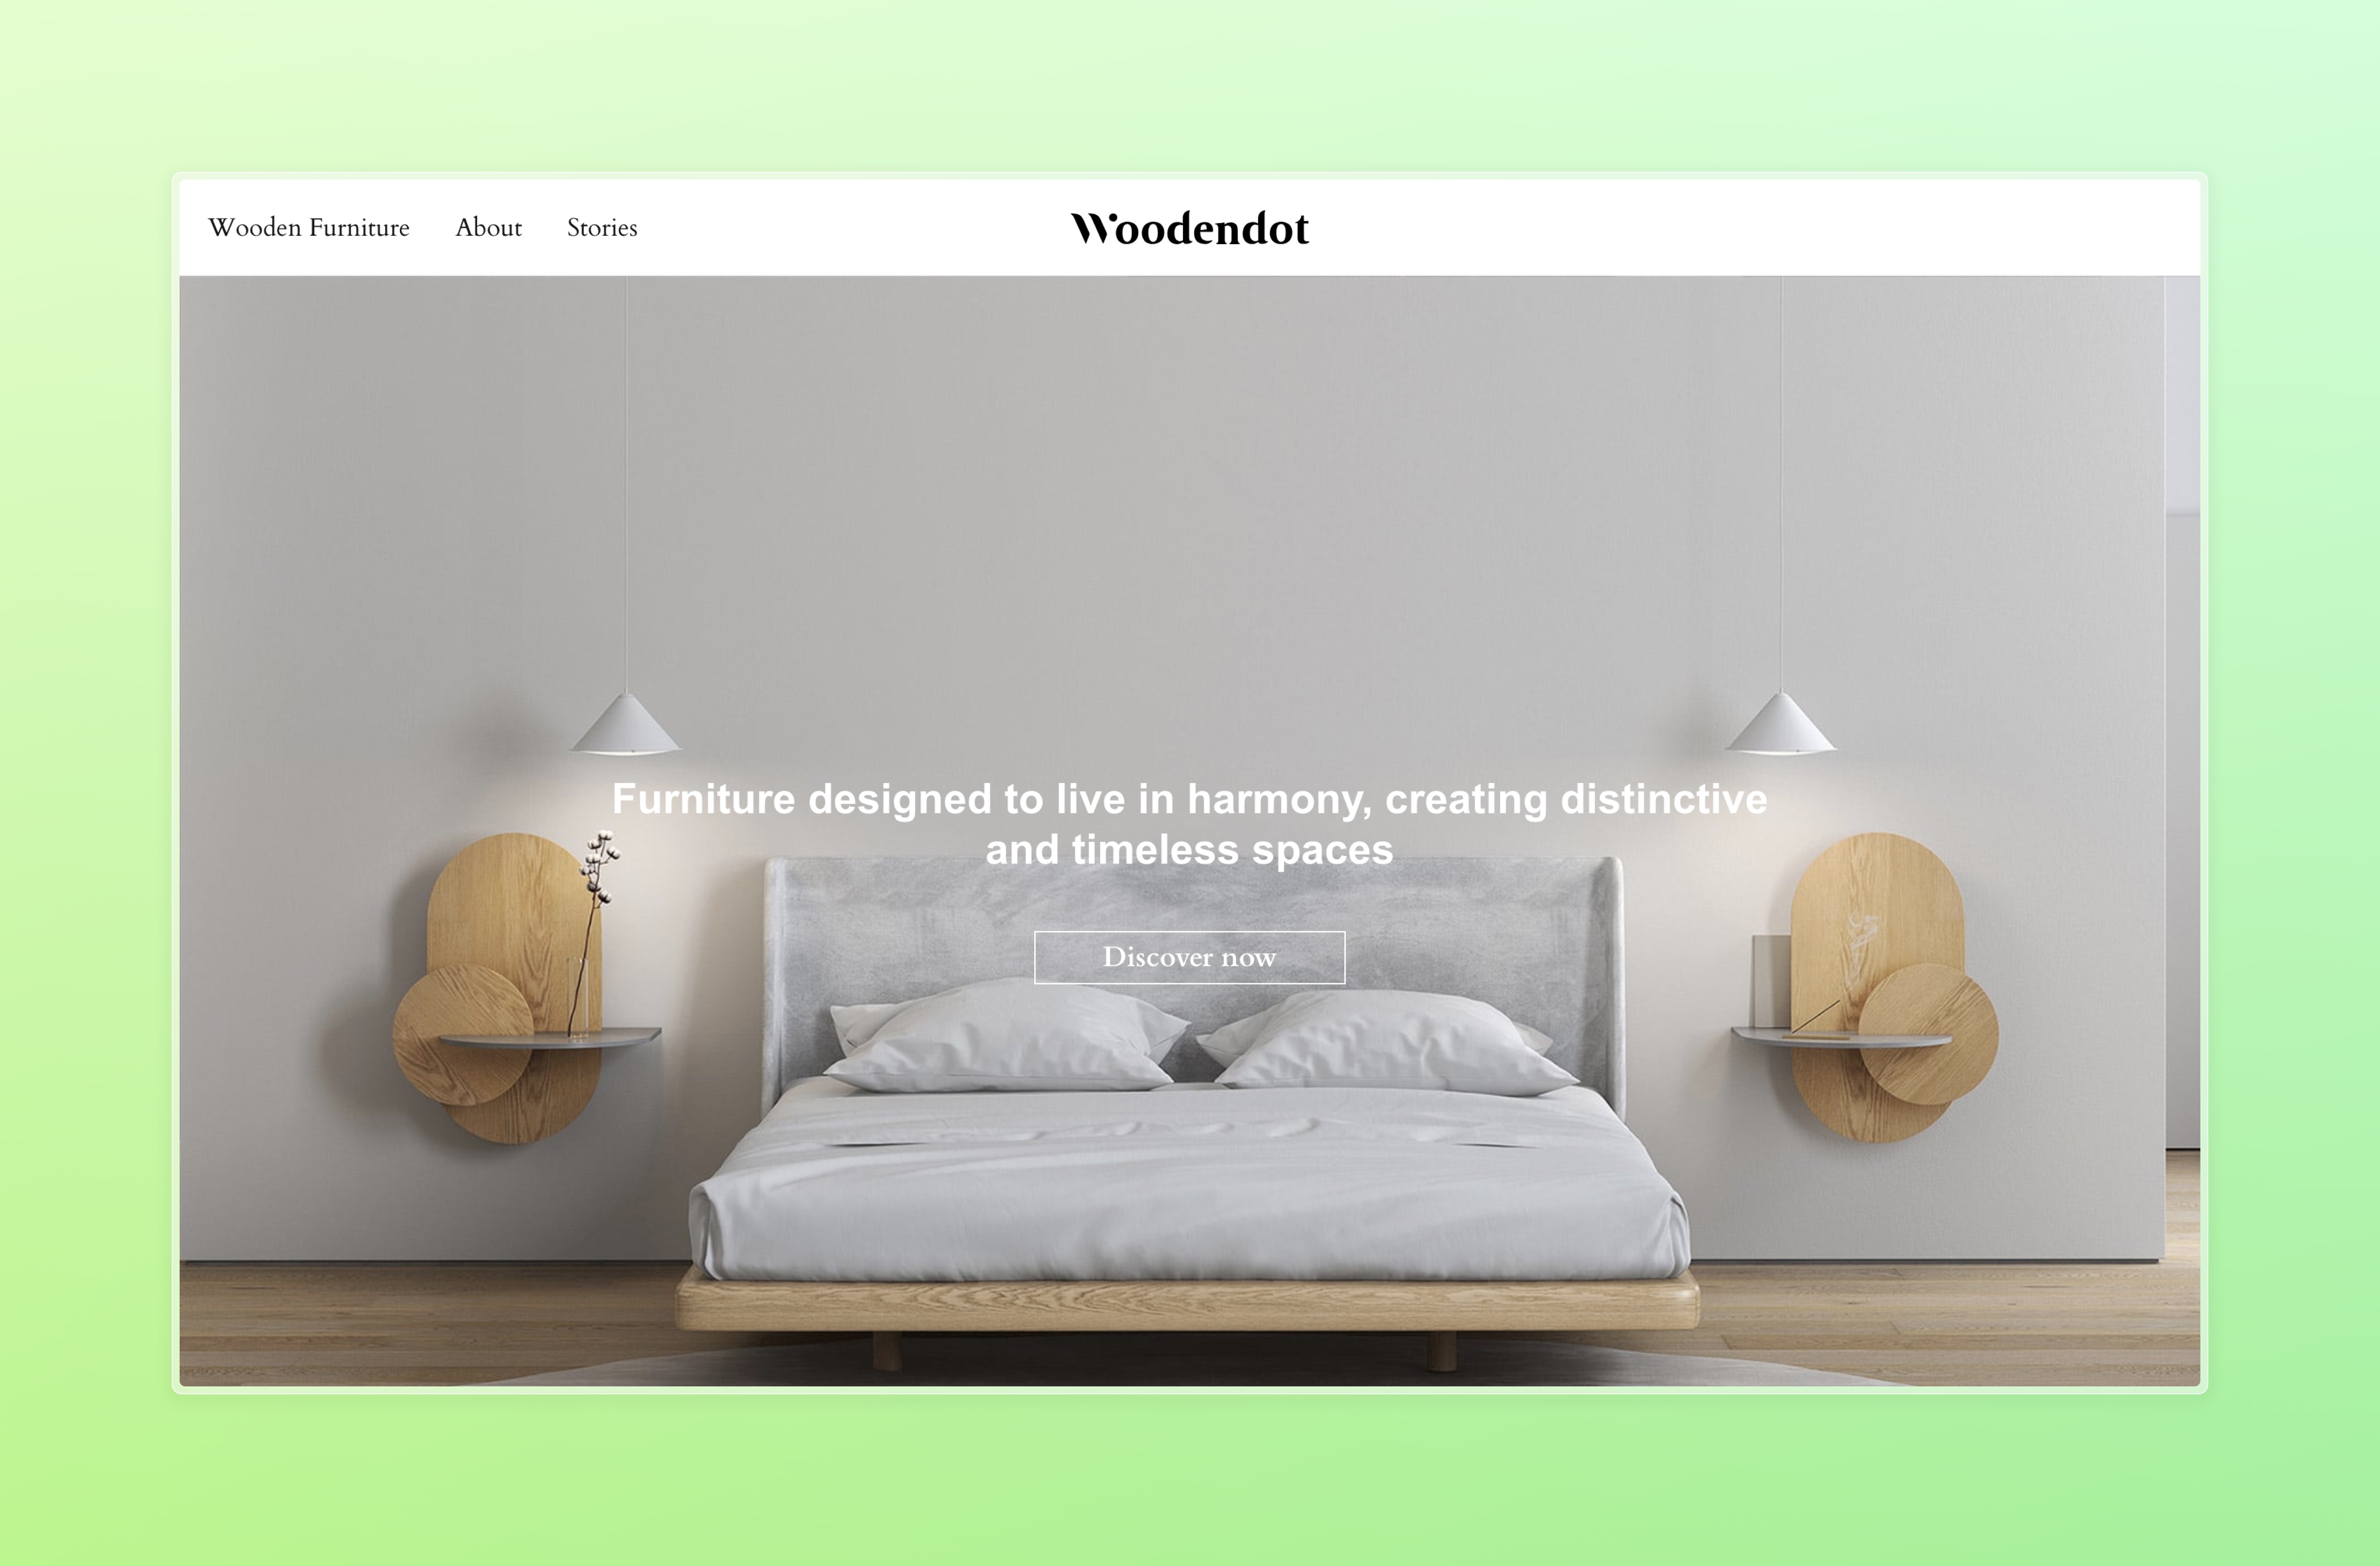 Wooden Furniture About Stories Woodendot
Furniture designed to live in harmony, creating distinctive
and timeless spaces
Discover now